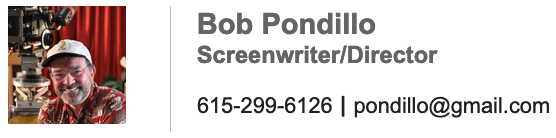 Bob Pondillo
Screenwriter/Director
615-299-6126 | pondillo@gmail.com